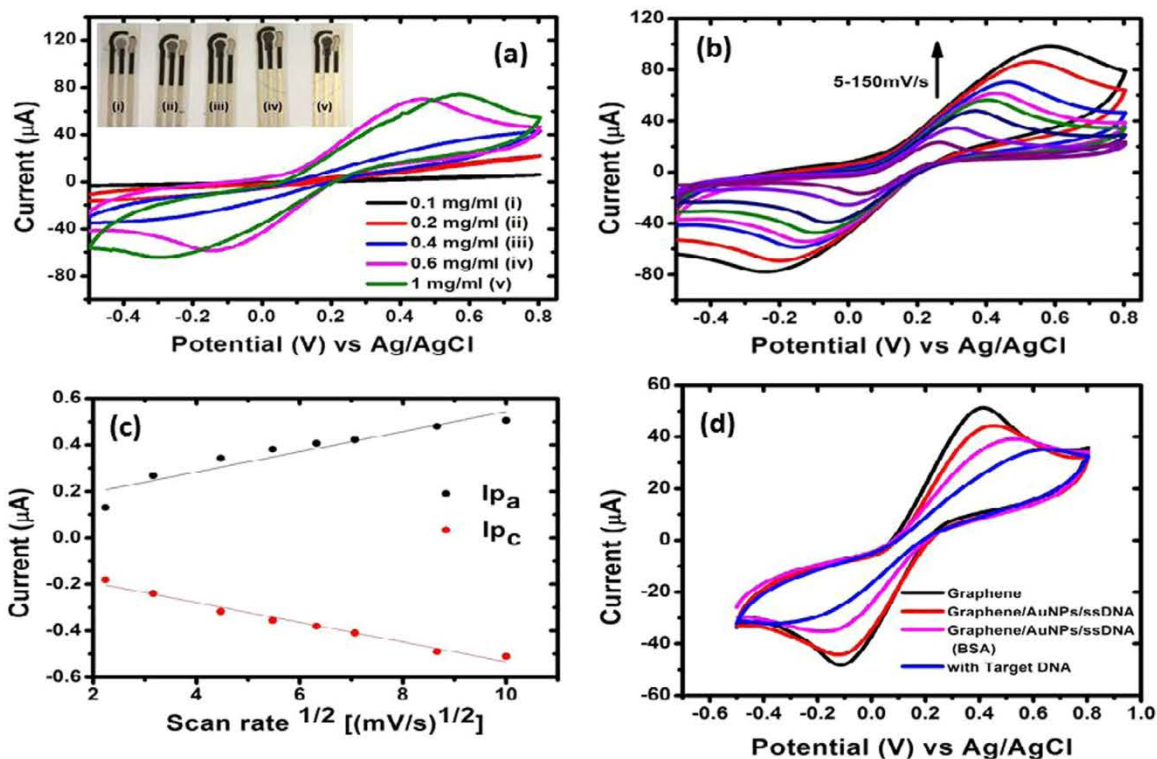 (a)
120
80
40
0
-40
-80
Current (μA)
(i)
(ii)
(iii)
(iv)
(v)
0.1 mg/ml (i)
0.2 mg/ml (ii)
0.4 mg/ml (iii)
0.6 mg/ml (iv)
1 mg/ml (v)
-0.4 -0.2 0.0 0.2 0.4 0.6 0.8
Potential (V) vs Ag/AgCl
(b)
120
80
40
0
-40
-80
Current (μA)
5-150mV/s
-0.4 -0.2 0.0 0.2 0.4 0.6 0.8
Potential (V) vs Ag/AgCl
(c)
0.6
0.4
0.2
0.0
-0.2
-0.4
-0.6
Current (μA)
Ipa
Ipc
2 4 6 8 10
Scan rate 1/2 [(mV/s)1/2]
(d)
60
40
20
0
-20
-40
-60
Current (μA)
Graphene
Graphene/AuNPs/ssDNA
Graphene/AuNPs/ssDNA
(BSA)
with Target DNA
-0.6 -0.4 -0.2 0.0 0.2 0.4 0.6 0.8 1.0
Potential (V) vs Ag/AgCl